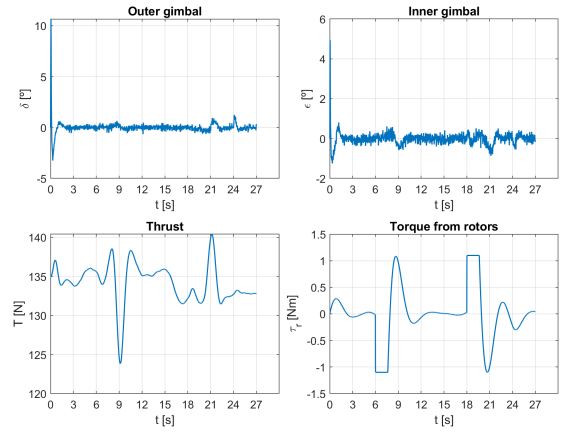 Outer gimbal
δ [º]
10
5
0
-5
0 3 6 9 12 15 18 21 24 27
t [s]
Inner gimbal
ϵ [º]
6
4
2
0
-2
0 3 6 9 12 15 18 21 24 27
t [s]
Thrust
T [N]
140
135
130
125
120
0 3 6 9 12 15 18 21 24 27
t [s]
Torque from rotors
τr [Nm]
1.5
1
0.5
0
-0.5
-1
-1.5
0 3 6 9 12 15 18 21 24 27
t [s]